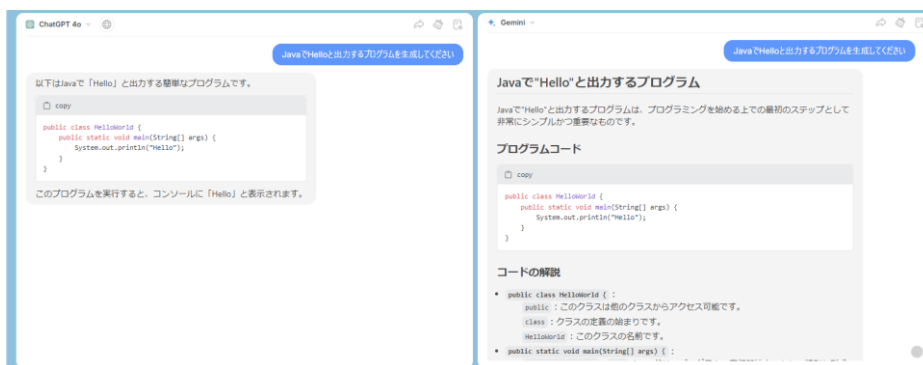 ChatGPT 4o
JavaでHelloと出力するプログラムを生成してください
以下はJavaで「Hello」と出力する簡単なプログラムです。
copy
public class HelloWorld {
    public static void main(String[] args) {
        System.out.println("Hello");
    }
}
このプログラムを実行すると、コンソールに「Hello」と表示されます。
Gemini
JavaでHelloと出力するプログラムを生成してください
Javaで"Hello"と出力するプログラム
Javaで"Hello"と出力するプログラムは、プログラミングを始める上での最初のステップとして
非常にシンプルかつ重要なものです。
プログラムコード
copy
public class HelloWorld {
    public static void main(String[] args) {
        System.out.println("Hello");
    }
}
コードの解説
• public class HelloWorld { :
public : このクラスは他のクラスからアクセス可能です。
class : クラスの定義の始まりです。
HelloWorld : このクラスの名前です。
• public static void main(String[] args) { :